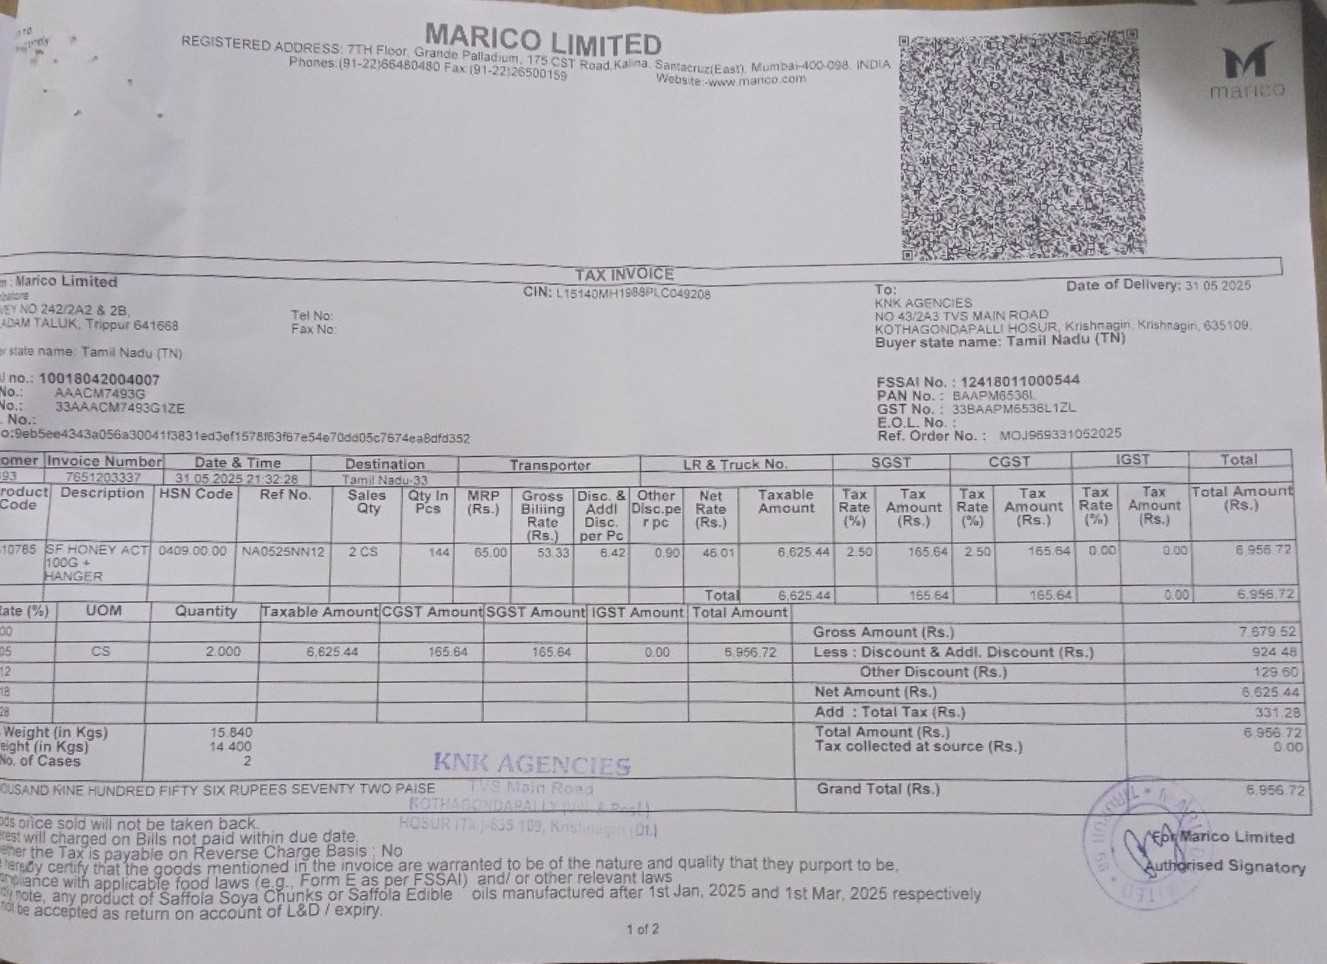 MARICO LIMITED
REGISTERED ADDRESS: 7TH Floor, Grande Palladium, 175 CST Road,Kalina, Santacruz(East), Mumbai-400-098, INDIA
Phones:(91-22)66480480 Fax:(91-22)26500159 Website:-www.marico.com
marico
TAX INVOICE
CIN: L15140MH1988PLC049208
: Marico Limited
EY NO 242/2A2 & 2B,
ADAM TALUK, Trippur 641668
state name: Tamil Nadu (TN)
Tel No:
Fax No:
no.: 10018042004007
No.: AAACM7493G
No.: 33AAACM7493G1ZE
No.:
o:9eb5ee4343a056a30041f3831ed3ef1578f63f67e54e70dd05c7674ea8dfd352
To: Date of Delivery: 31 05 2025
KNK AGENCIES
NO 43/2A3 TVS MAIN ROAD
KOTHAGONDAPALLI HOSUR, Krishnagiri, Krishnagiri, 635109.
Buyer state name: Tamil Nadu (TN)
FSSAI No. : 12418011000544
PAN No. : BAAPM6536L
GST No. : 33BAAPM6536L1ZL
E.O.L. No. :
Ref. Order No. : MOJ969331052025
omer Invoice Number Date & Time Destination Transporter LR & Truck No. SGST CGST IGST Total
93 7651203337 31.05.2025 21:32:28 Tamil Nadu-33
roduct Code Description HSN Code Ref No. Sales Qty Qty In Pcs MRP (Rs.) Gross Biliing Rate (Rs.) Disc. & Addl Disc. per Pc Other Disc.pe r pc Net Rate (Rs.) Taxable Amount Tax Rate (%) Tax Amount (Rs.) Tax Rate (%) Tax Amount (Rs.) Tax Rate (%) Tax Amount (Rs.) Total Amount (Rs.)
10765 SF HONEY ACT 100G + HANGER 0409.00.00 NA0525NN12 2 CS 144 65.00 53.33 6.42 0.90 46.01 6,625.44 2.50 165.64 2.50 165.64 0.00 0.00 6,956.72
Total 6,625.44 165.64 165.64 0.00 6,956.72
ate (%) UOM Quantity Taxable Amount CGST Amount SGST Amount IGST Amount Total Amount
00
05 CS 2.000 6,625.44 165.64 165.64 0.00 6,956.72
12
18
28
Gross Amount (Rs.) 7,679.52
Less : Discount & Addl. Discount (Rs.) 924.48
Other Discount (Rs.) 129.60
Net Amount (Rs.) 6,625.44
Add : Total Tax (Rs.) 331.28
Total Amount (Rs.) 6,956.72
Tax collected at source (Rs.) 0.00
Grand Total (Rs.) 6,956.72
Weight (in Kgs) 15.840
eight (in Kgs) 14.400
No. of Cases 2
OUSAND NINE HUNDRED FIFTY SIX RUPEES SEVENTY TWO PAISE
KNK AGENCIES
TVS Main Road
KOTHAGONDAPALLY
HOSUR (Tk.)-635 109, Krishnagiri (Dt.)
ods once sold will not be taken back.
rest will charged on Bills not paid within due date.
the Tax is payable on Reverse Charge Basis : No
hereby certify that the goods mentioned in the invoice are warranted to be of the nature and quality that they purport to be,
pliance with applicable food laws (e.g., Form E as per FSSAI) and/ or other relevant laws
note, any product of Saffola Soya Chunks or Saffola Edible oils manufactured after 1st Jan, 2025 and 1st Mar, 2025 respectively
not be accepted as return on account of L&D / expiry.
For Marico Limited
Authorised Signatory
1 of 2